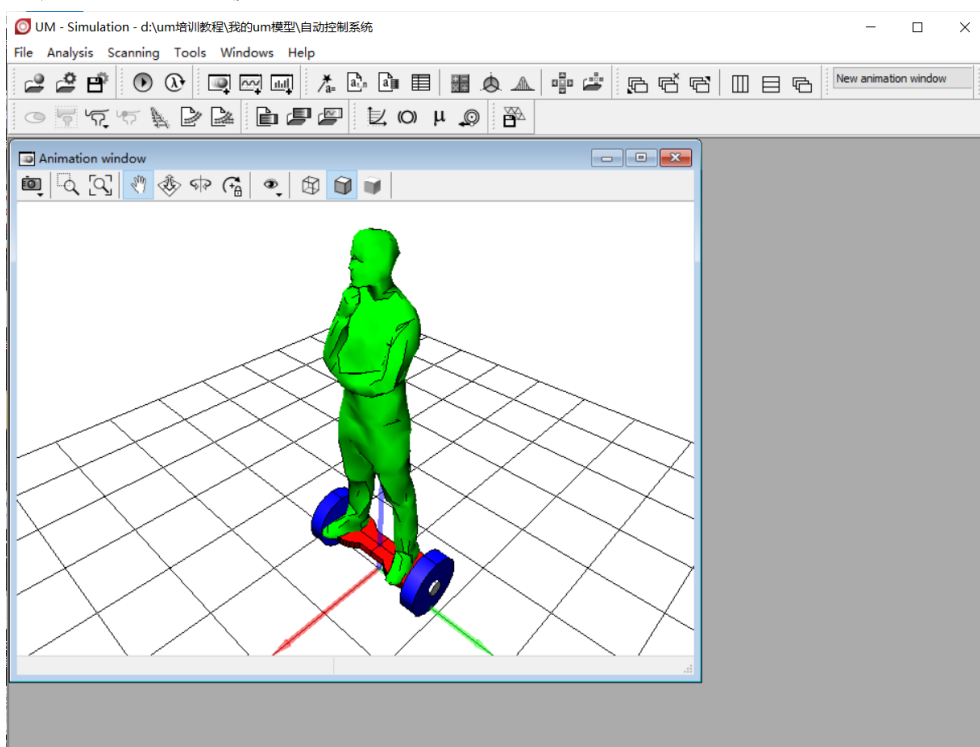 UM - Simulation - d:\um培训教程\我的um模型\自动控制系统
File Analysis Scanning Tools Windows Help
New animation window
Animation window